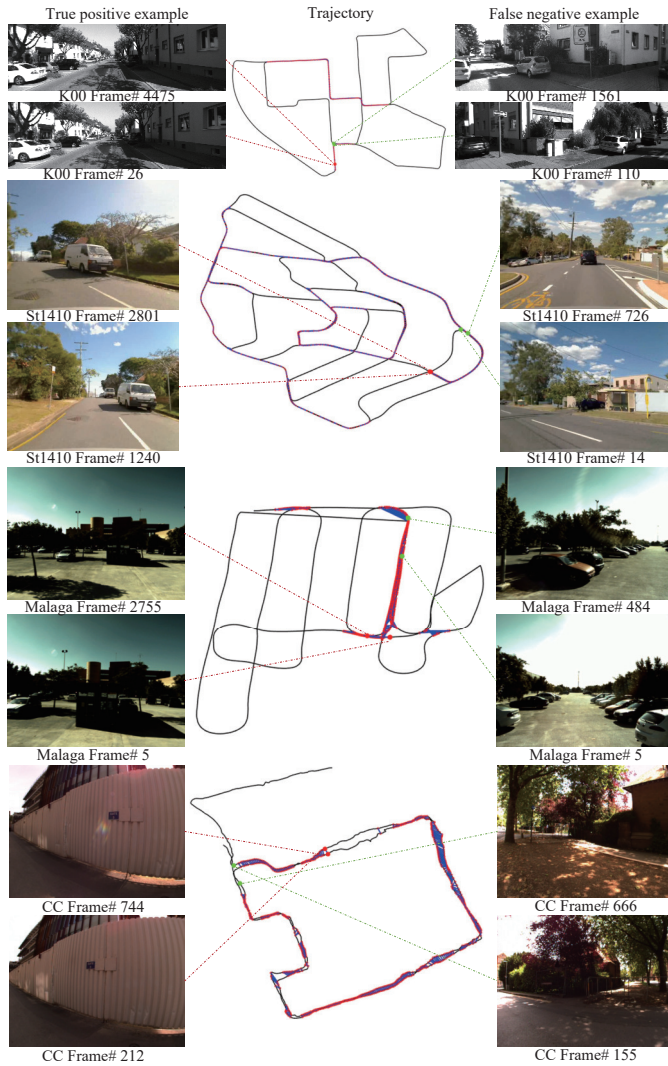 True positive example
Trajectory
False negative example
K00 Frame# 4475
K00 Frame# 1561
K00 Frame# 26
K00 Frame# 110
St1410 Frame# 2801
St1410 Frame# 726
St1410 Frame# 1240
St1410 Frame# 14
Malaga Frame# 2755
Malaga Frame# 484
Malaga Frame# 5
Malaga Frame# 5
CC Frame# 744
CC Frame# 666
CC Frame# 212
CC Frame# 155